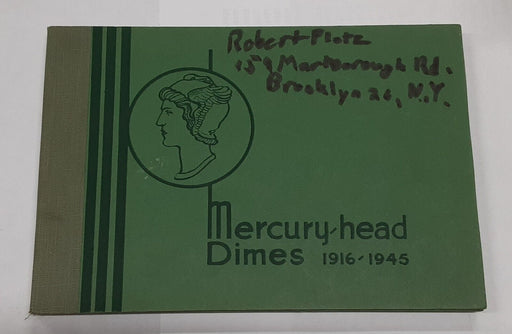 Robert Plotz
159 Marlborough Rd.
Brooklyn 26, N.Y.
Mercury-head
Dimes 1916-1945